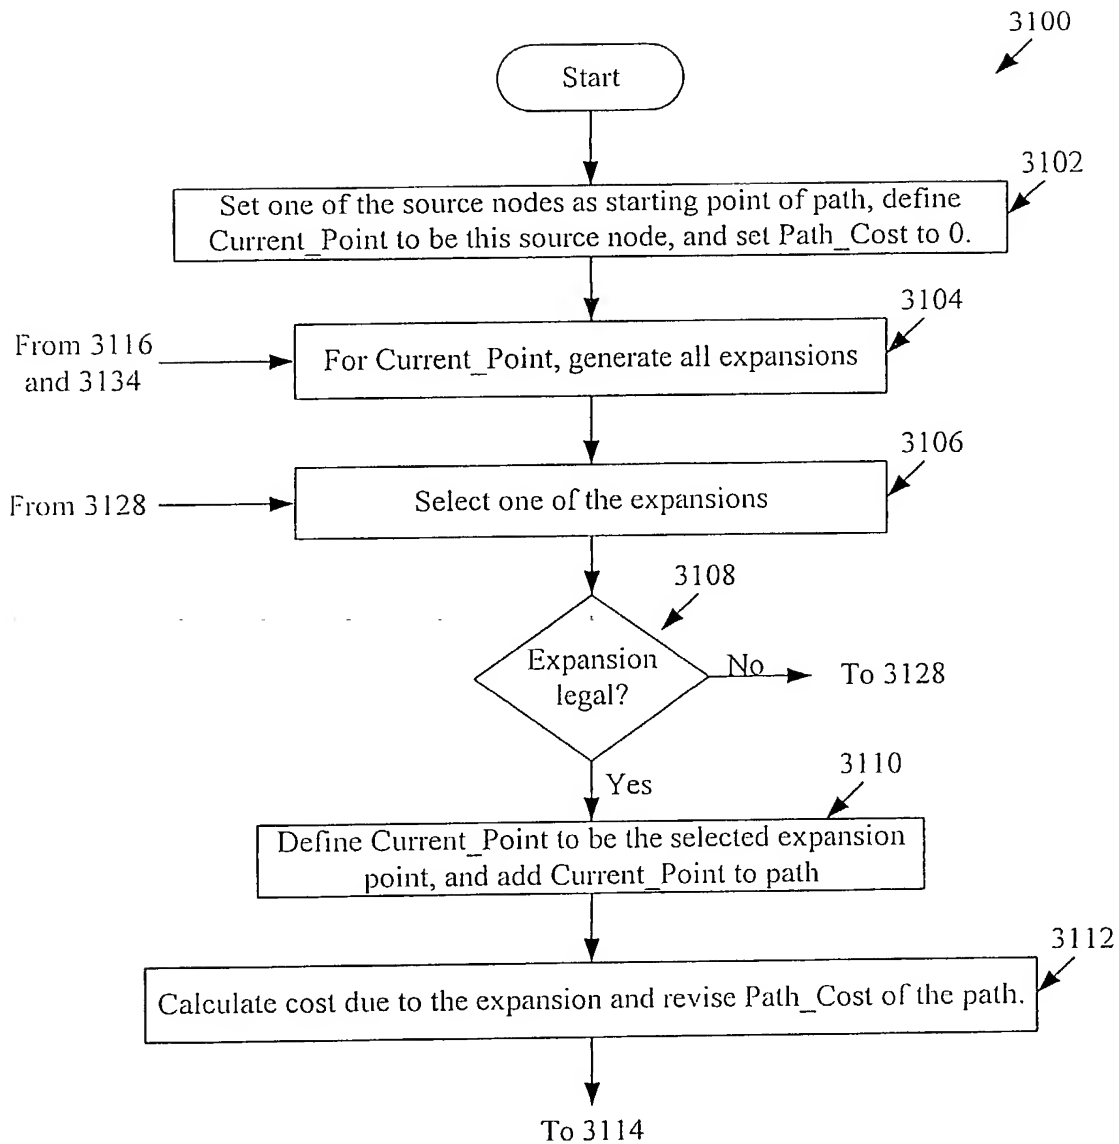 3100
Start
3102
Set one of the source nodes as starting point of path, define
Current_Point to be this source node, and set Path_Cost to 0.
3104
From 3116
and 3134
For Current_Point, generate all expansions
3106
From 3128
Select one of the expansions
3108
Expansion
legal?
No
To 3128
Yes
3110
Define Current_Point to be the selected expansion
point, and add Current_Point to path
3112
Calculate cost due to the expansion and revise Path_Cost of the path.
To 3114